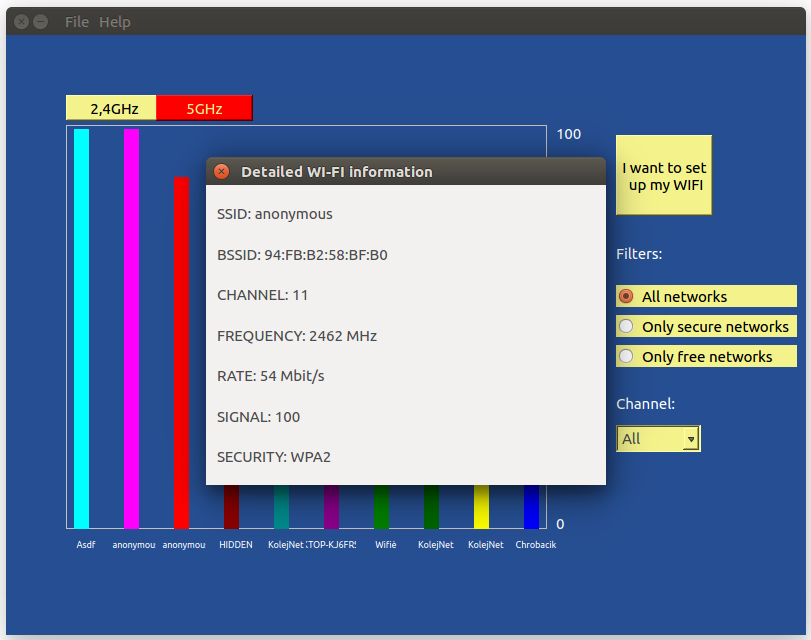 File Help
2,4GHz 5GHz
100
I want to set
up my WIFI
Detailed WI-FI information
SSID: anonymous
BSSID: 94:FB:B2:58:BF:B0
CHANNEL: 11
FREQUENCY: 2462 MHz
RATE: 54 Mbit/s
SIGNAL: 100
SECURITY: WPA2
Filters:
All networks
Only secure networks
Only free networks
Channel:
All
0
Asdf anonymou anonymou HIDDEN KolejNet TOP-KJ6FR Wifiè KolejNet KolejNet Chrobacik